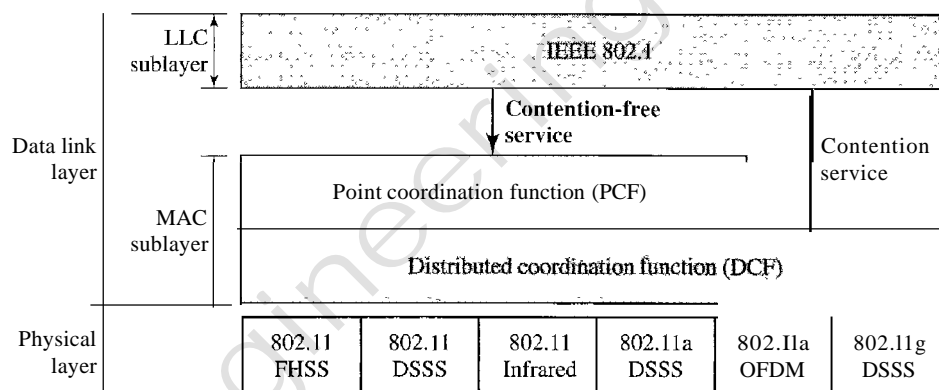 LLC
sublayer
IEEE 802.1
Contention-free
service
Data link
layer
Contention
service
Point coordination function (PCF)
MAC
sublayer
Distributed coordination function (DCF)
Physical
layer
802.11
FHSS
802.11
DSSS
802.11
Infrared
802.11a
DSSS
802.IIa
OFDM
802.11g
DSSS
gineering